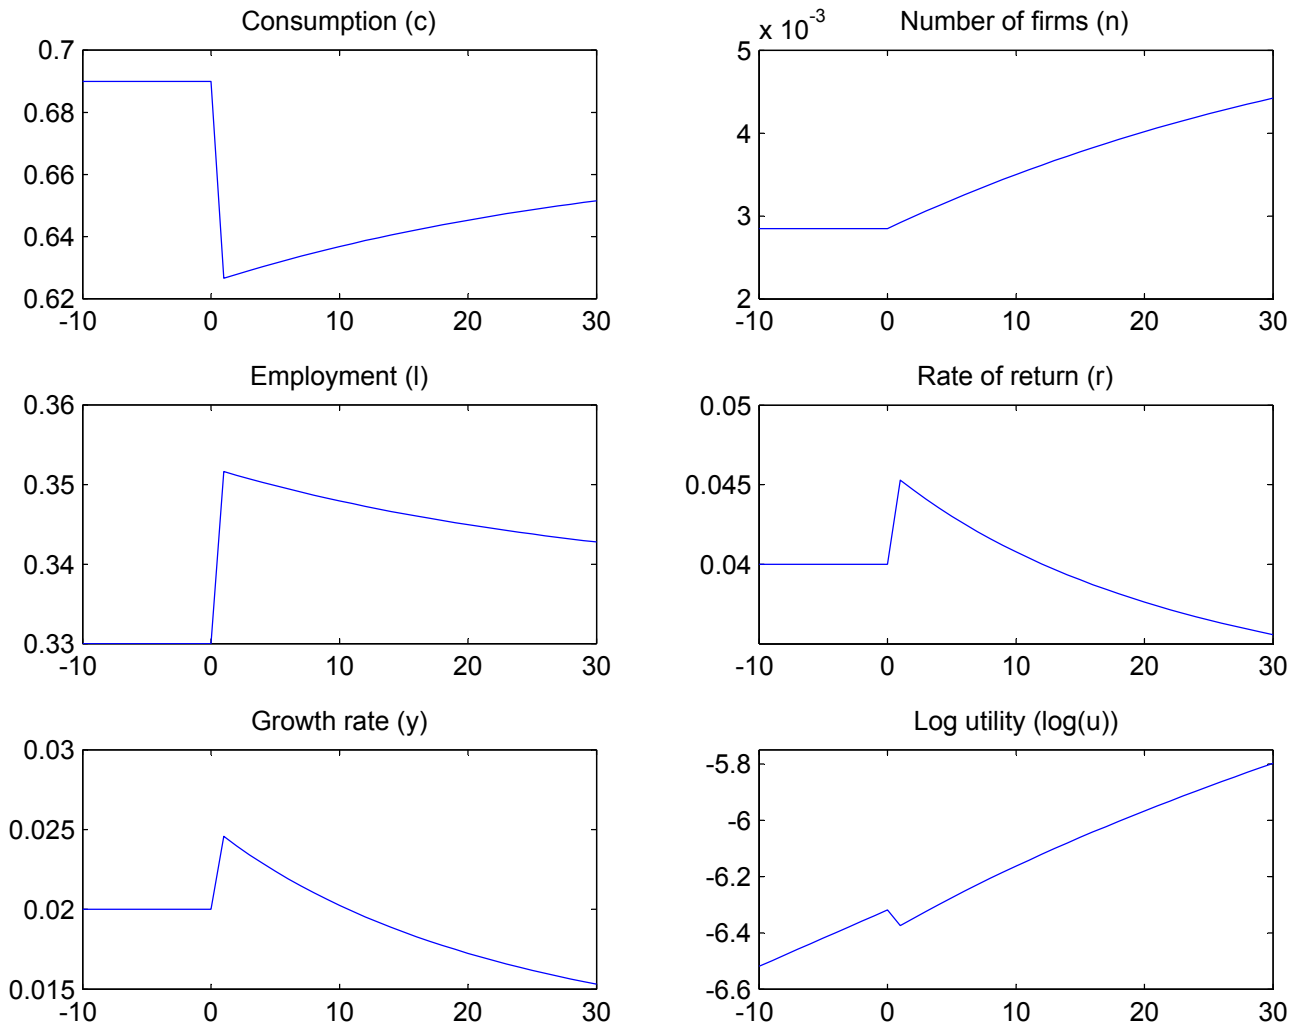 Consumption (c)
0.7
0.68
0.66
0.64
0.62
-10 0 10 20 30
Number of firms (n)
x 10-3
5
4
3
2
-10 0 10 20 30
Employment (l)
0.36
0.35
0.34
0.33
-10 0 10 20 30
Rate of return (r)
0.05
0.045
0.04
-10 0 10 20 30
Growth rate (y)
0.03
0.025
0.02
0.015
-10 0 10 20 30
Log utility (log(u))
-5.8
-6
-6.2
-6.4
-6.6
-10 0 10 20 30